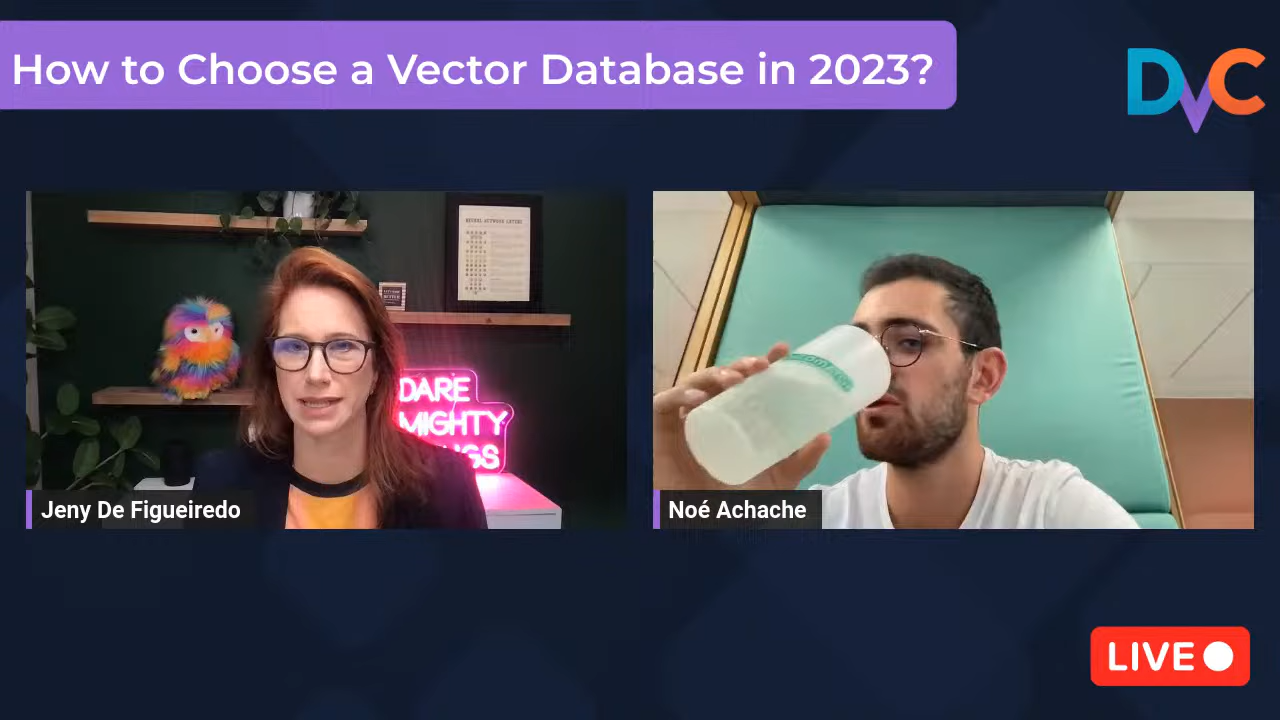 How to Choose a Vector Database in 2023?
DVC
DARE
MIGHTY
Jeny De Figueiredo
Noé Achache
LIVE